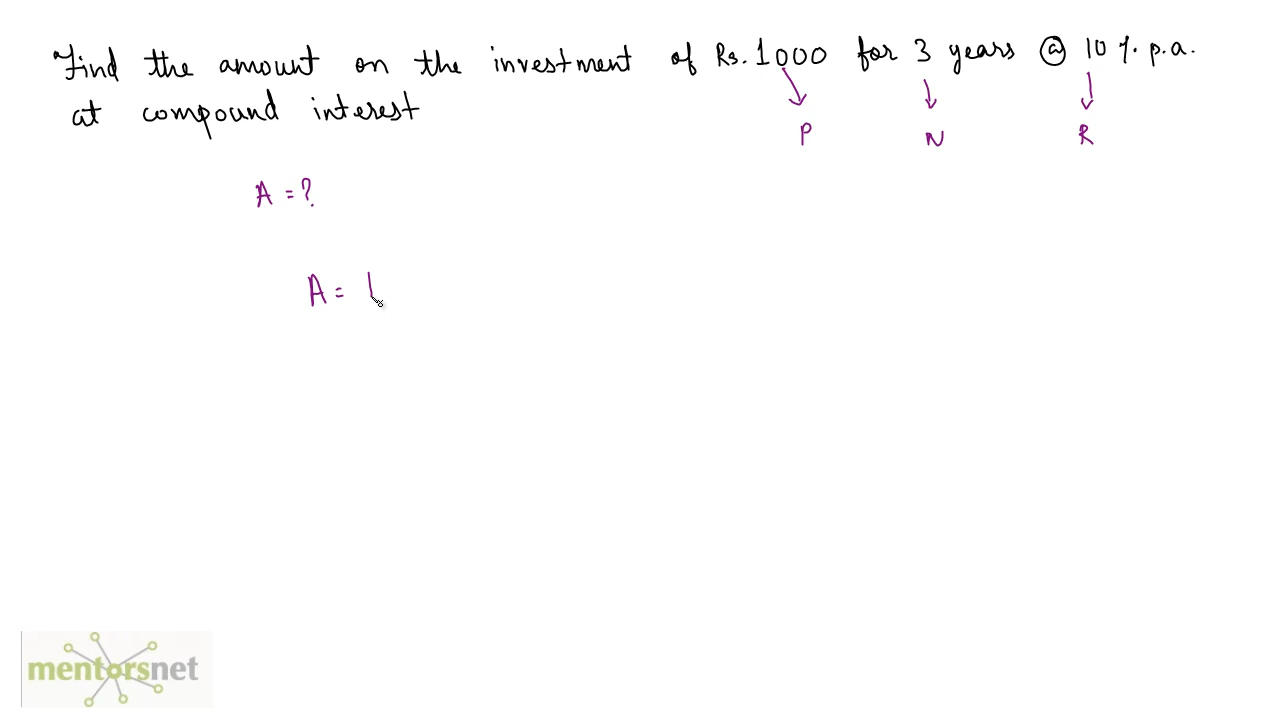 Find the amount on the investment of Rs. 1000 for 3 years @ 10 %. p.a.
at compound interest
P N R
A = ?
A =
mentorsnet